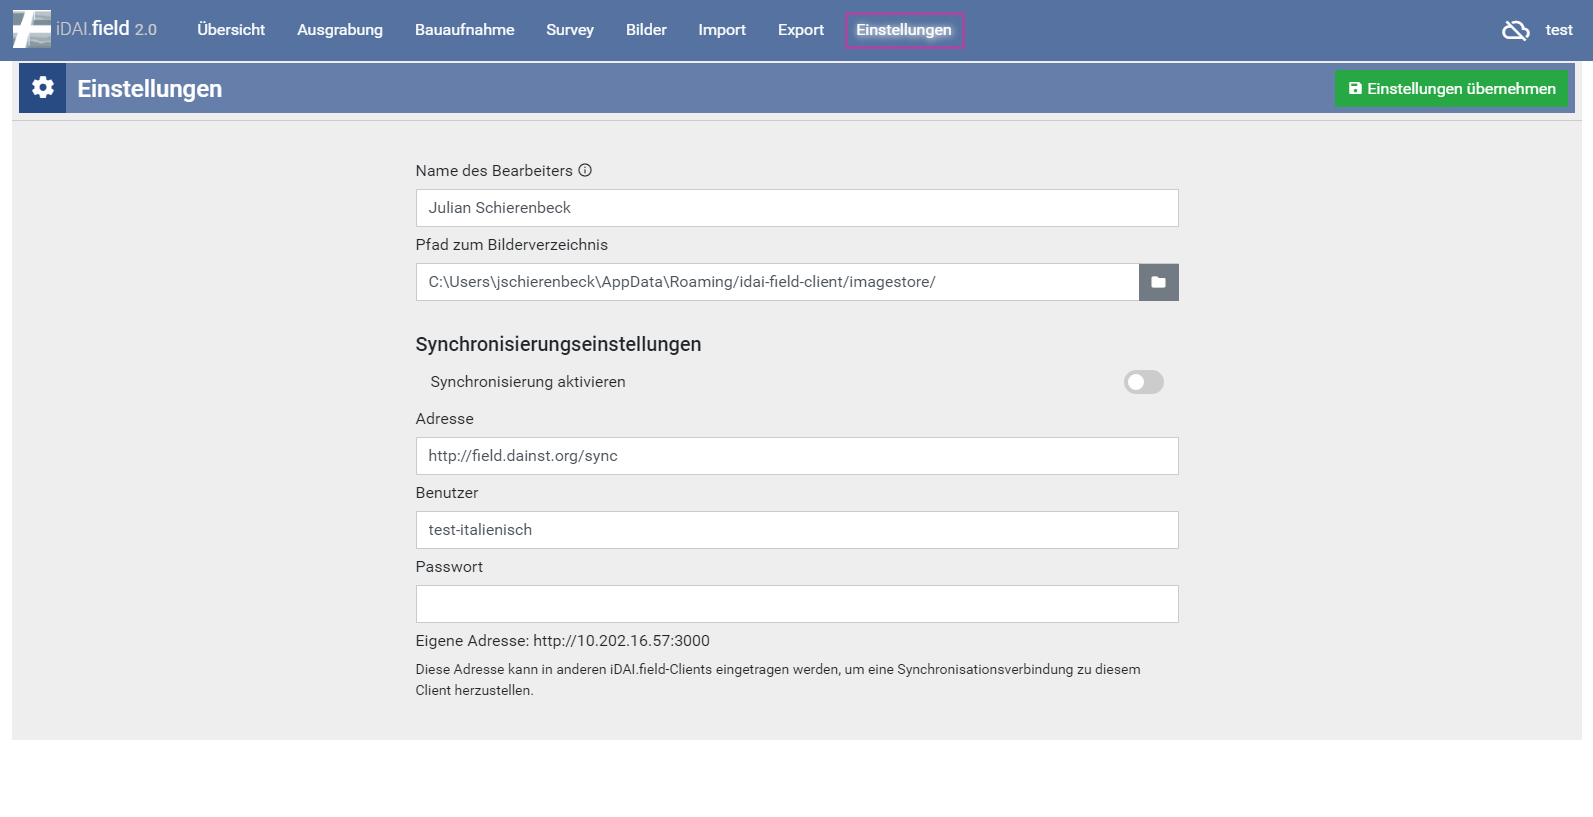 iDAI.field 2.0 Übersicht Ausgrabung Bauaufnahme Survey Bilder Import Export Einstellungen test
Einstellungen Einstellungen übernehmen
Name des Bearbeiters
Julian Schierenbeck
Pfad zum Bilderverzeichnis
C:\Users\jschierenbeck\AppData\Roaming/idai-field-client/imagestore/
Synchronisierungseinstellungen
Synchronisierung aktivieren
Adresse
http://field.dainst.org/sync
Benutzer
test-italienisch
Passwort
Eigene Adresse: http://10.202.16.57:3000
Diese Adresse kann in anderen iDAI.field-Clients eingetragen werden, um eine Synchronisationsverbindung zu diesem
Client herzustellen.